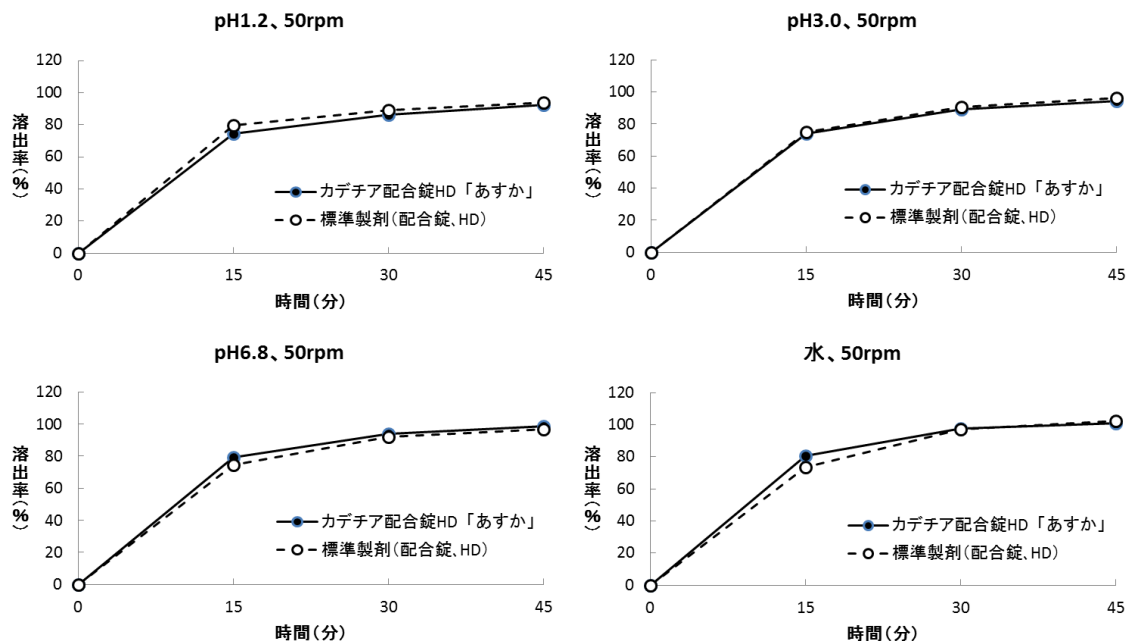 pH1.2、50rpm
120
100
80
60
40
20
0
溶出率(%)
カデチア配合錠HD「あすか」
標準製剤(配合錠、HD)
0 15 30 45
時間(分)
pH3.0、50rpm
120
100
80
60
40
20
0
溶出率(%)
カデチア配合錠HD「あすか」
標準製剤(配合錠、HD)
0 15 30 45
時間(分)
pH6.8、50rpm
120
100
80
60
40
20
0
溶出率(%)
カデチア配合錠HD「あすか」
標準製剤(配合錠、HD)
0 15 30 45
時間(分)
水、50rpm
120
100
80
60
40
20
0
溶出率(%)
カデチア配合錠HD「あすか」
標準製剤(配合錠、HD)
0 15 30 45
時間(分)